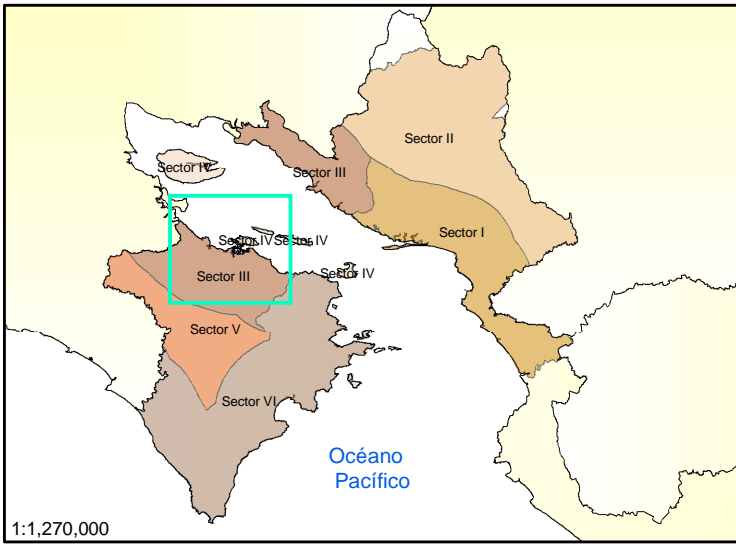 Sector II
Sector IV
Sector III
Sector I
Sector IV
Sector IV
Sector IV
Sector III
Sector V
Sector VI
Océano
Pacífico
1:1,270,000